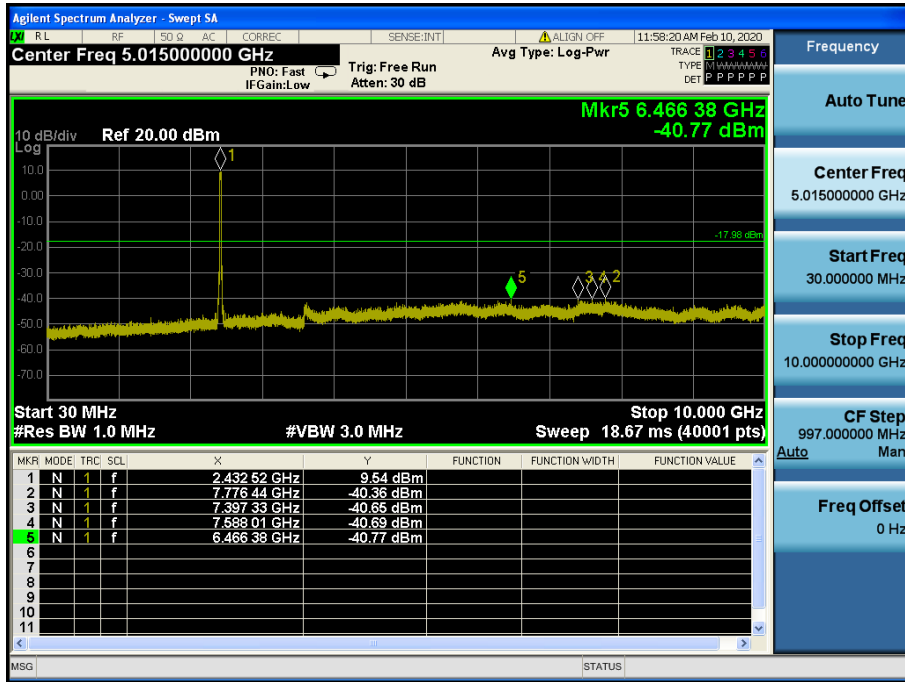 Agilent Spectrum Analyzer - Swept SA
LXI RL RF 50 Ω AC CORREC SENSE:INT ALIGN OFF 11:58:20 AM Feb 10, 2020
Center Freq 5.015000000 GHz
PNO: Fast
IFGain:Low
Trig: Free Run
Atten: 30 dB
Avg Type: Log-Pwr
TRACE 1 2 3 4 5 6
TYPE M
DET P P P P P P
Mkr5 6.466 38 GHz
-40.77 dBm
10 dB/div Ref 20.00 dBm
Log
10.0
0.00
-10.0
-20.0
-30.0
-40.0
-50.0
-60.0
-70.0
1
-17.98 dBm
5
3 4 2
Start 30 MHz
Stop 10.000 GHz
#Res BW 1.0 MHz #VBW 3.0 MHz Sweep 18.67 ms (40001 pts)
MKR MODE TRC SCL X Y FUNCTION FUNCTION WIDTH FUNCTION VALUE
1 N 1 f 2.432 52 GHz 9.54 dBm
2 N 1 f 7.776 44 GHz -40.36 dBm
3 N 1 f 7.397 33 GHz -40.65 dBm
4 N 1 f 7.588 01 GHz -40.69 dBm
5 N 1 f 6.466 38 GHz -40.77 dBm
6
7
8
9
10
11
MSG STATUS
Frequency
Auto Tune
Center Freq
5.015000000 GHz
Start Freq
30.000000 MHz
Stop Freq
10.000000000 GHz
CF Step
997.000000 MHz
Auto Man
Freq Offset
0 Hz